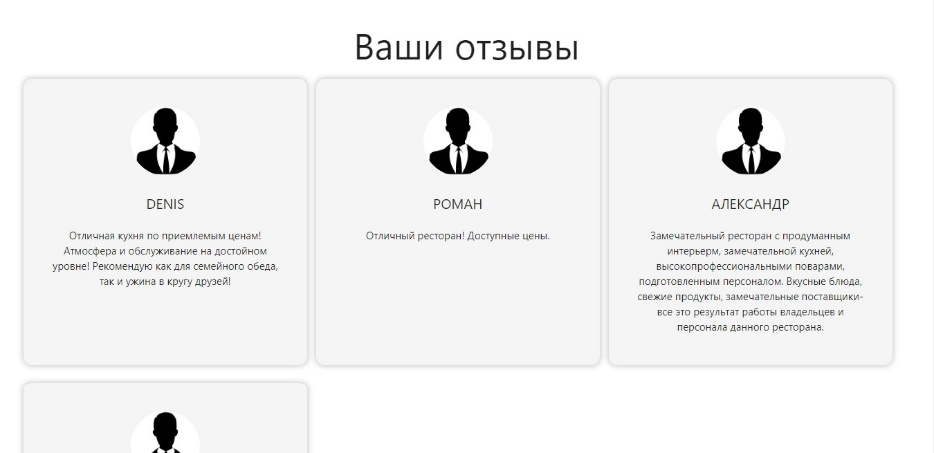 Ваши отзывы
DENIS
Отличная кухня по приемлемым ценам!
Атмосфера и обслуживание на достойном
уровне! Рекомендую как для семейного обеда,
так и ужина в кругу друзей!
РОМАН
Отличный ресторан! Доступные цены.
АЛЕКСАНДР
Замечательный ресторан с продуманным
интерьерм, замечательной кухней,
высокопрофессиональными поварами,
подготовленным персоналом. Вкусные блюда,
свежие продукты, замечательные поставщики-
все это результат работы владельцев и
персонала данного ресторана.